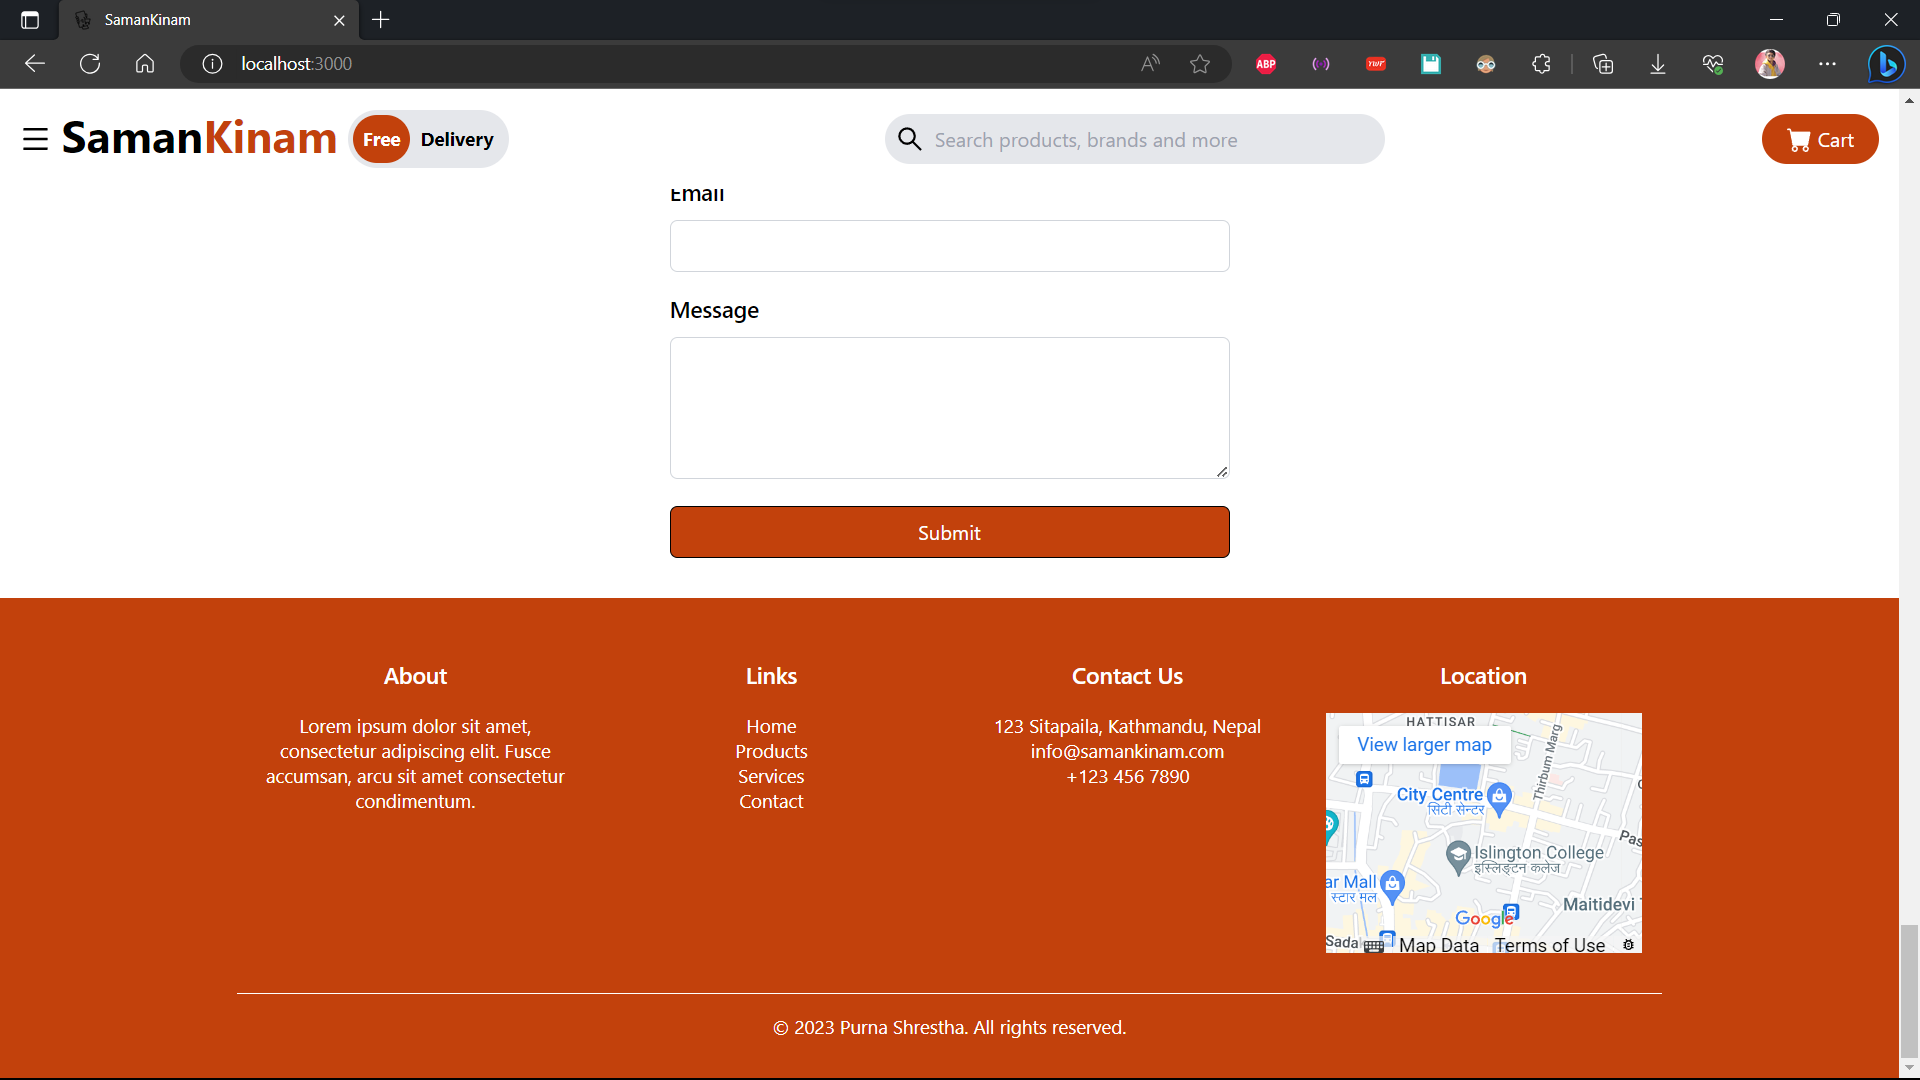 SamanKinam
localhost:3000
ABP
rwr
SamanKinam Free Delivery
Search products, brands and more
Cart
Email
Message
Submit
About
Lorem ipsum dolor sit amet,
consectetur adipiscing elit. Fusce
accumsan, arcu sit amet consectetur
condimentum.
Links
Home
Products
Services
Contact
Contact Us
123 Sitapaila, Kathmandu, Nepal
info@samankinam.com
+123 456 7890
Location
HATTISAR
View larger map
Thirbum Marg
City Centre
सिटी सेन्टर
Islington College
इस्लिङ्टन कलेज
ar Mall
स्टार मल
Maitidevi
Google
Map Data
Terms of Use
© 2023 Purna Shrestha. All rights reserved.